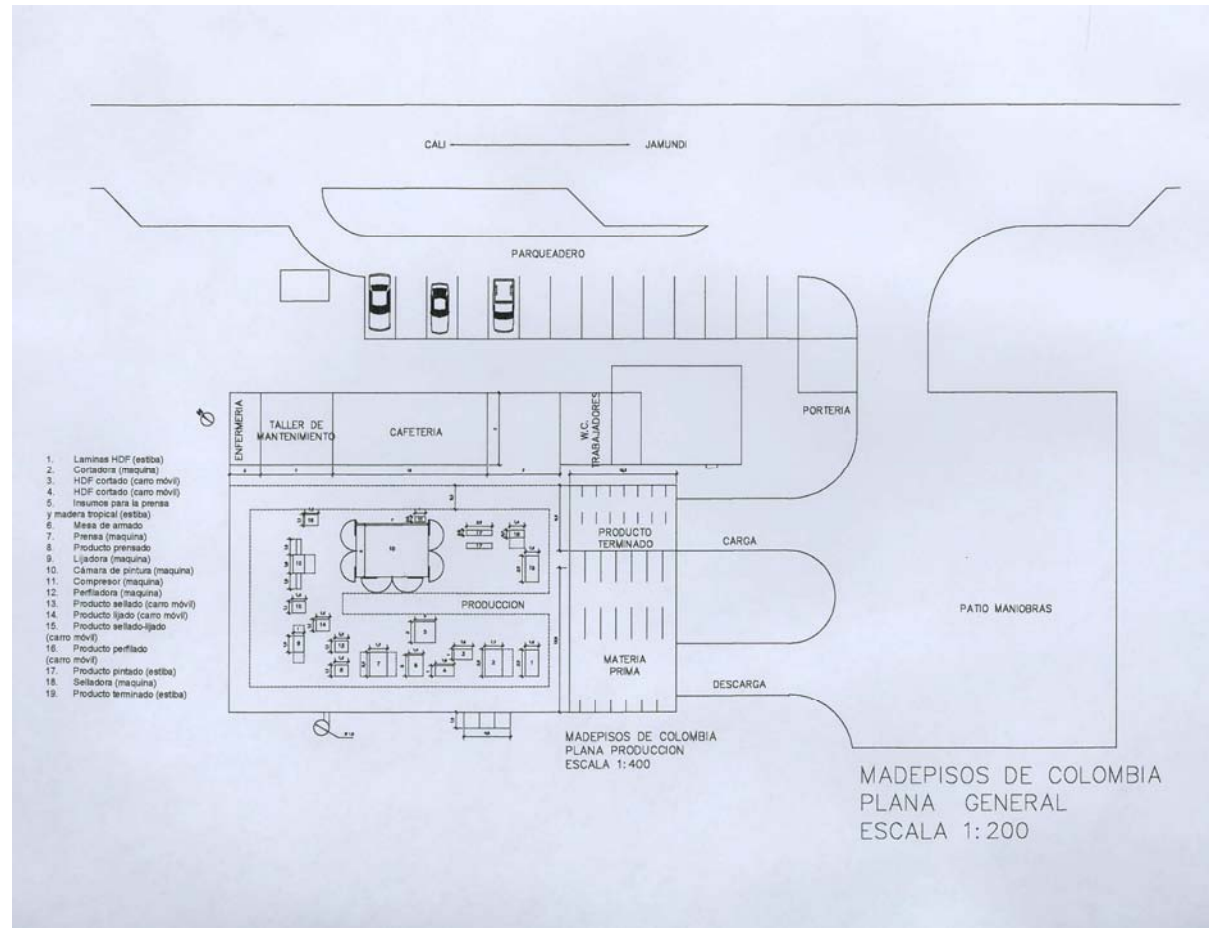 CALI JAMUNDI
PARQUEADERO
PORTERIA
ENFERMERIA
TALLER DE
MANTENIMIENTO
CAFETERIA
W.C.
TRABAJADORES
1. Laminas HDF (estiba)
2. Cortadora (maquina)
3. HDF cortado (carro móvil)
4. HDF cortado (carro móvil)
5. Insumos para la prensa
y madera tropical (estiba)
6. Mesa de armado
7. Prensa (maquina)
8. Producto prensado
9. Lijadora (maquina)
10. Cámara de pintura (maquina)
11. Compresor (maquina)
12. Perfiladora (maquina)
13. Producto sellado (carro móvil)
14. Producto lijado (carro móvil)
15. Producto sellado-lijado
(carro móvil)
16. Producto perfilado
(carro móvil)
17. Producto pintado (estiba)
18. Selladora (maquina)
19. Producto terminado (estiba)
10
17
PRODUCCION
7
2
1
PRODUCTO
TERMINADO
CARGA
MATERIA
PRIMA
DESCARGA
PATIO MANIOBRAS
MADEPISOS DE COLOMBIA
PLANA PRODUCCION
ESCALA 1:400
MADEPISOS DE COLOMBIA
PLANA GENERAL
ESCALA 1:200